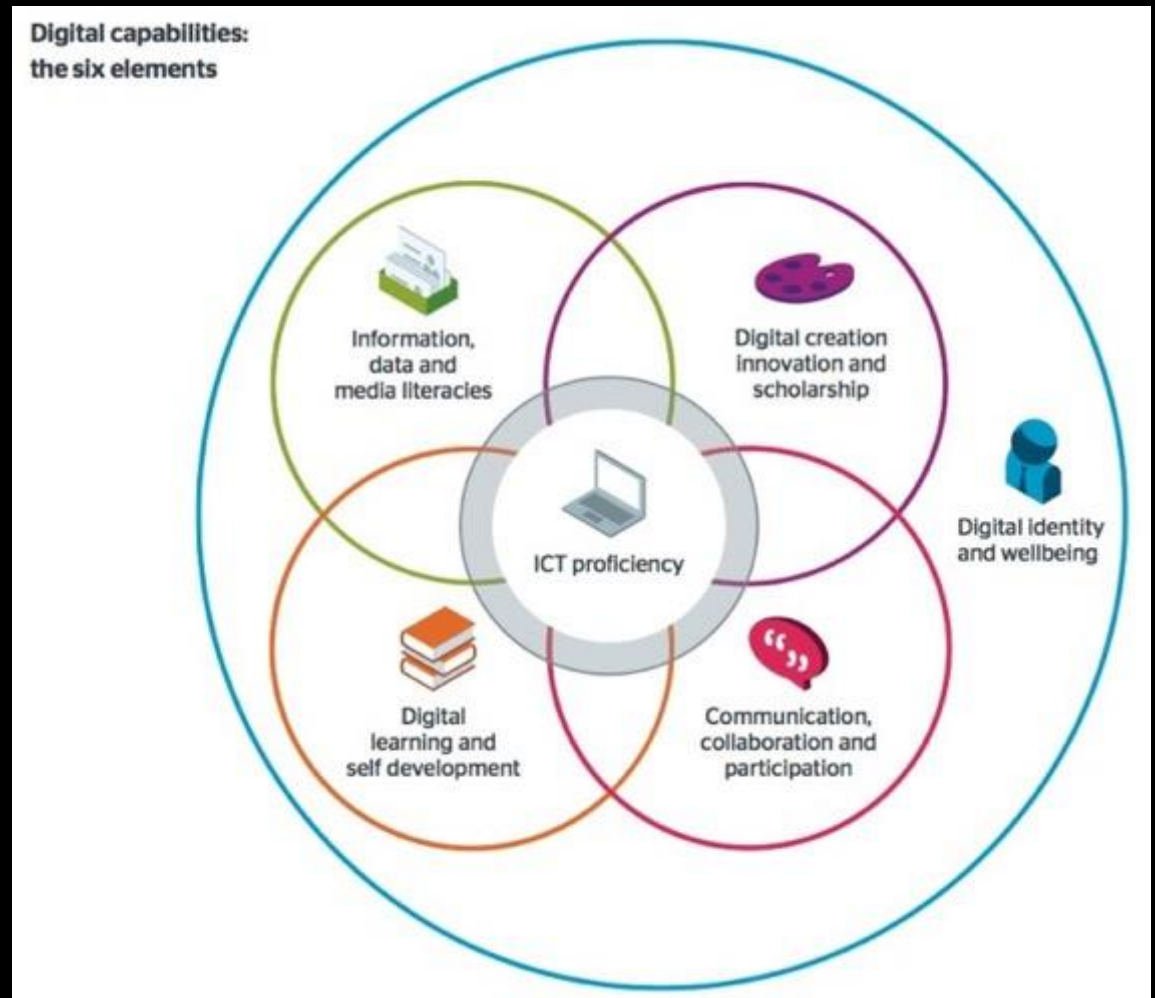 Digital capabilities:
the six elements
Information,
data and
media literacies
Digital creation
innovation and
scholarship
ICT proficiency
Digital identity
and wellbeing
Digital
learning and
self development
Communication,
collaboration and
participation